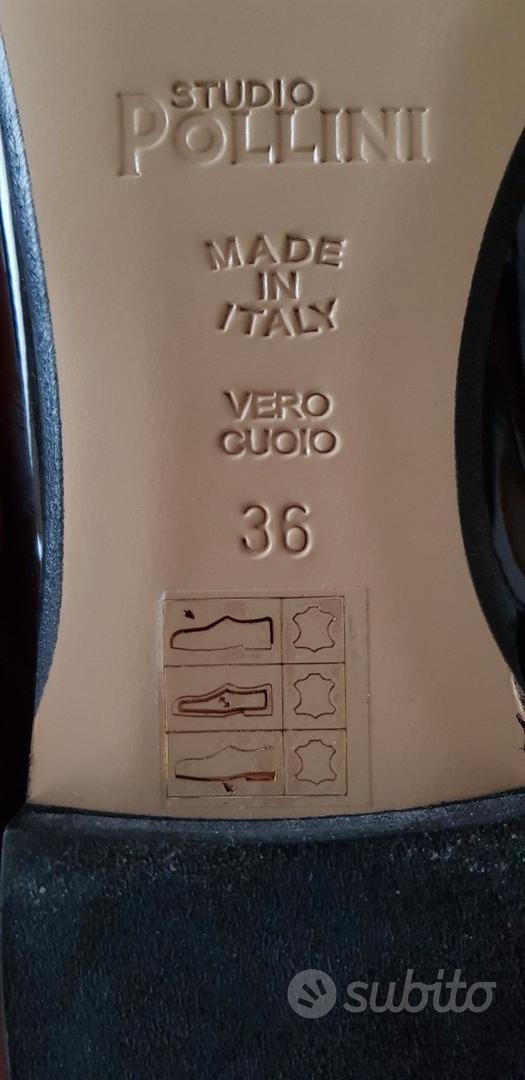 STUDIO
POLLINI
MADE
IN
ITALY
VERO
CUOIO
36
subito